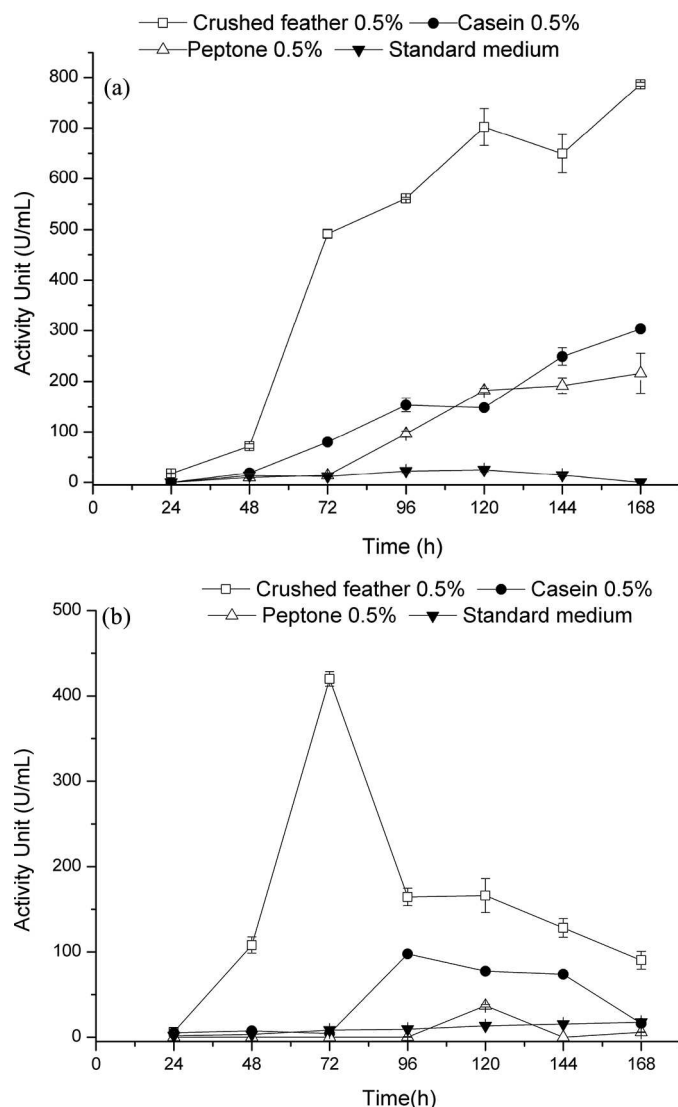 Crushed feather 0.5% Casein 0.5%
Peptone 0.5% Standard medium
(a)
800
700
600
500
400
300
200
100
0
Activity Unit (U/mL)
0 24 48 72 96 120 144 168
Time (h)
Crushed feather 0.5% Casein 0.5%
Peptone 0.5% Standard medium
(b)
500
400
300
200
100
0
Activity Unit (U/mL)
0 24 48 72 96 120 144 168
Time(h)